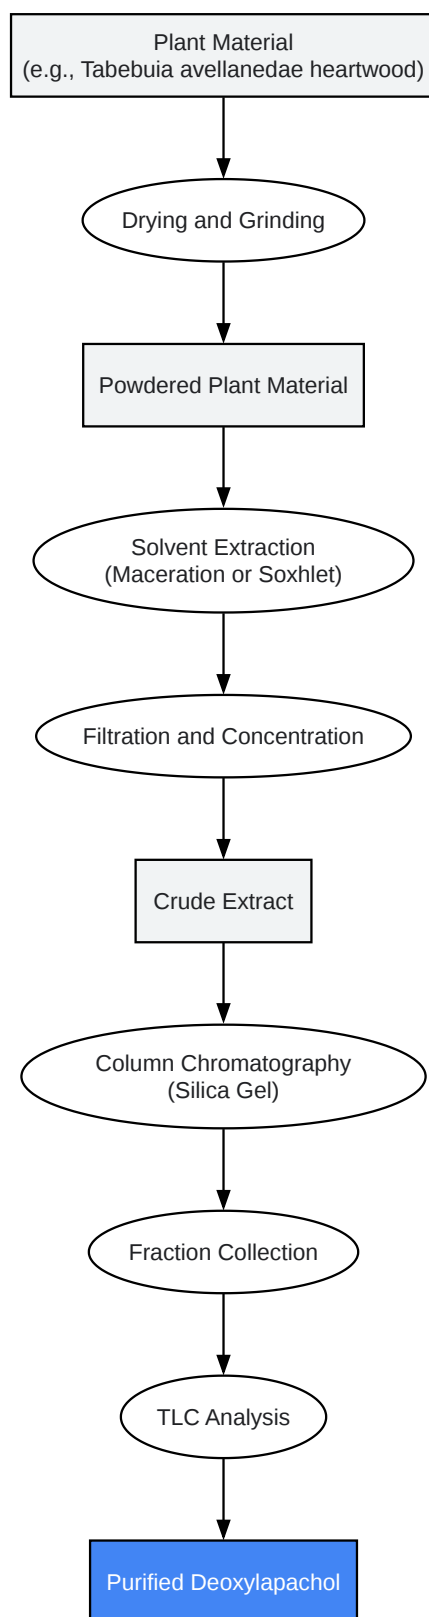 Plant Material
(e.g., Tabebuia avellanedae heartwood)
Drying and Grinding
Powdered Plant Material
Solvent Extraction
(Maceration or Soxhlet)
Filtration and Concentration
Crude Extract
Column Chromatography
(Silica Gel)
Fraction Collection
TLC Analysis
Purified Deoxylapachol